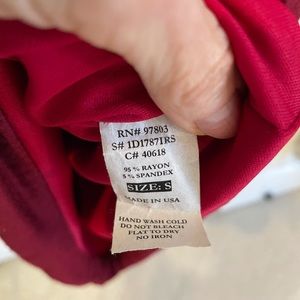 RN# 97803
S# 1D1787IRS
C# 40618
95 % RAYON
5 % SPANDEX
SIZE: S
MADE IN USA
HAND WASH COLD
DO NOT BLEACH
FLAT TO DRY
NO IRON